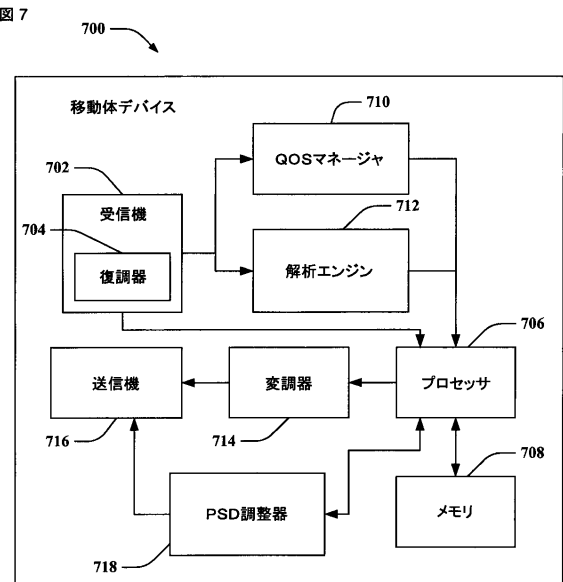 図 7
700
移動体デバイス
710
QOSマネージャ
702
受信機
704
復調器
712
解析エンジン
706
プロセッサ
送信機
716
変調器
714
708
メモリ
PSD調整器
718